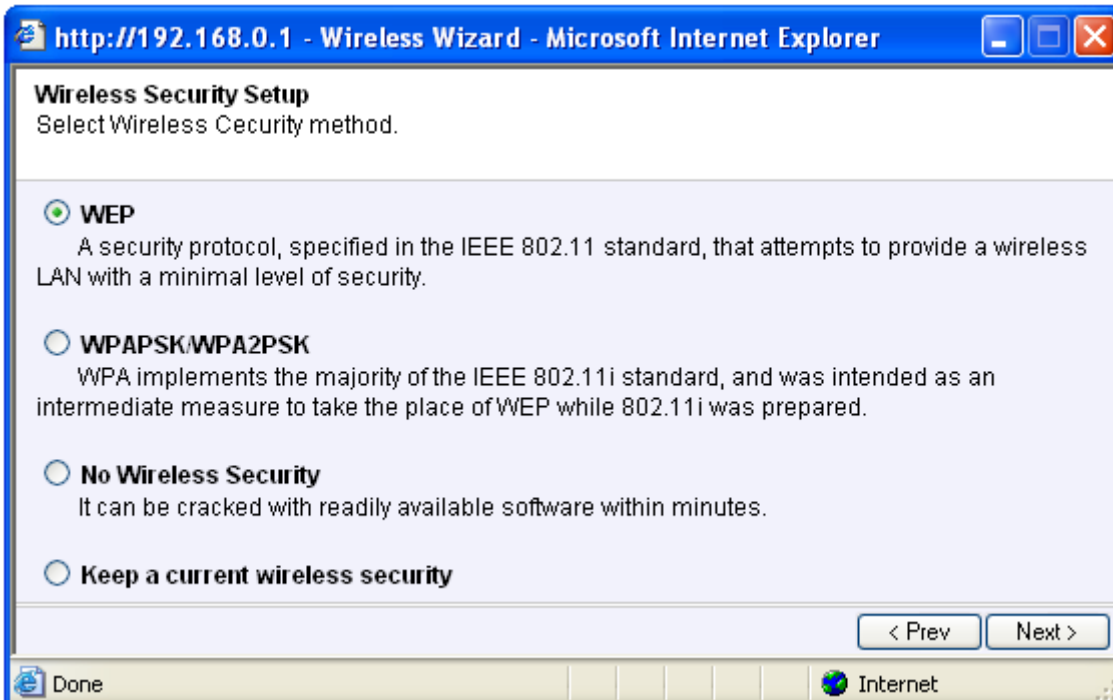 http://192.168.0.1 - Wireless Wizard - Microsoft Internet Explorer
Wireless Security Setup
Select Wireless Cecurity method.
WEP
A security protocol, specified in the IEEE 802.11 standard, that attempts to provide a wireless
LAN with a minimal level of security.
WPAPSK/WPA2PSK
WPA implements the majority of the IEEE 802.11i standard, and was intended as an
intermediate measure to take the place of WEP while 802.11i was prepared.
No Wireless Security
It can be cracked with readily available software within minutes.
Keep a current wireless security
< Prev Next >
Done Internet